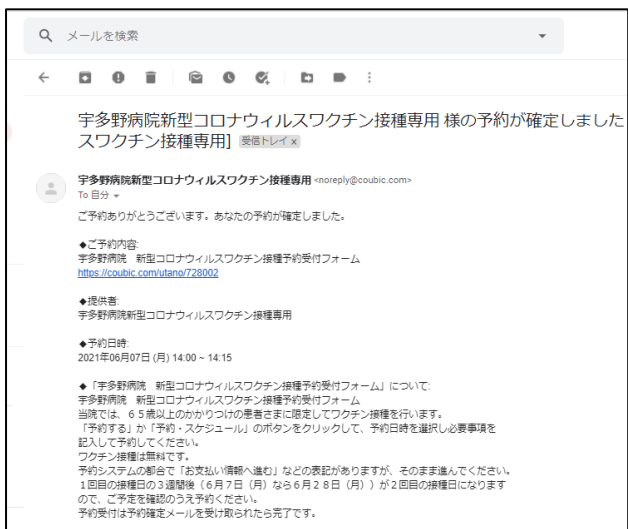 メールを検索
宇多野病院新型コロナウィルスワクチン接種専用 様の予約が確定しました
スワクチン接種専用] 受信トレイ x
宇多野病院新型コロナウィルスワクチン接種専用 <noreply@coubic.com>
To 自分
ご予約ありがとうございます。あなたの予約が確定しました。
◆ご予約内容:
宇多野病院 新型コロナウィルスワクチン接種予約受付フォーム
https://coubic.com/utano/728002
◆提供者:
宇多野病院新型コロナウィルスワクチン接種専用
◆予約日時:
2021年06月07日 (月) 14:00 ~ 14:15
◆「宇多野病院 新型コロナウィルスワクチン接種予約受付フォーム」について:
宇多野病院 新型コロナウィルスワクチン接種予約受付フォーム
当院では、６５歳以上のかかりつけの患者さまに限定してワクチン接種を行います。
「予約する」か「予約・スケジュール」のボタンをクリックして、予約日時を選択し必要事項を
記入して予約してください。
ワクチン接種は無料です。
予約システムの都合で「お支払い情報へ進む」などの表記がありますが、そのまま進んでください。
１回目の接種日の３週間後（６月７日（月）なら６月２８日（月））が２回目の接種日になります
ので、ご予定を確認のうえ予約ください。
予約受付は予約確定メールを受け取られたら完了です。